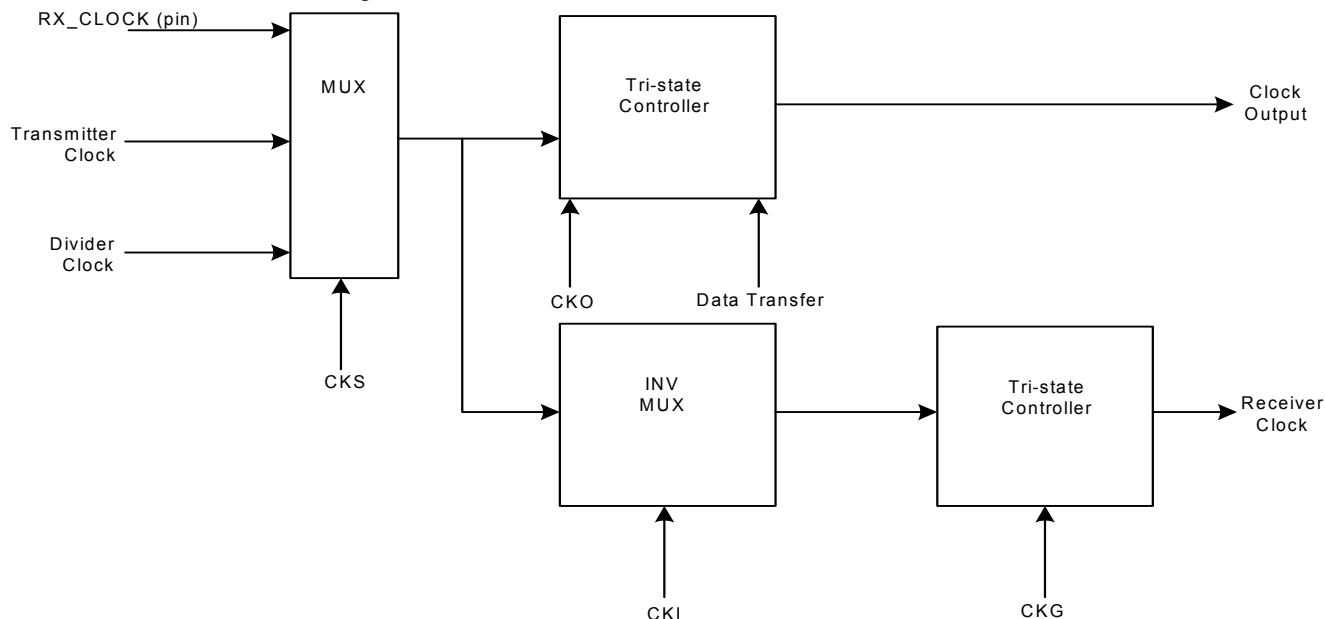 RX_CLOCK (pin)
MUX
Tri-state
Controller
Clock
Output
Transmitter
Clock
Divider
Clock
CKO
Data Transfer
CKS
INV
MUX
Tri-state
Controller
Receiver
Clock
CKI
CKG